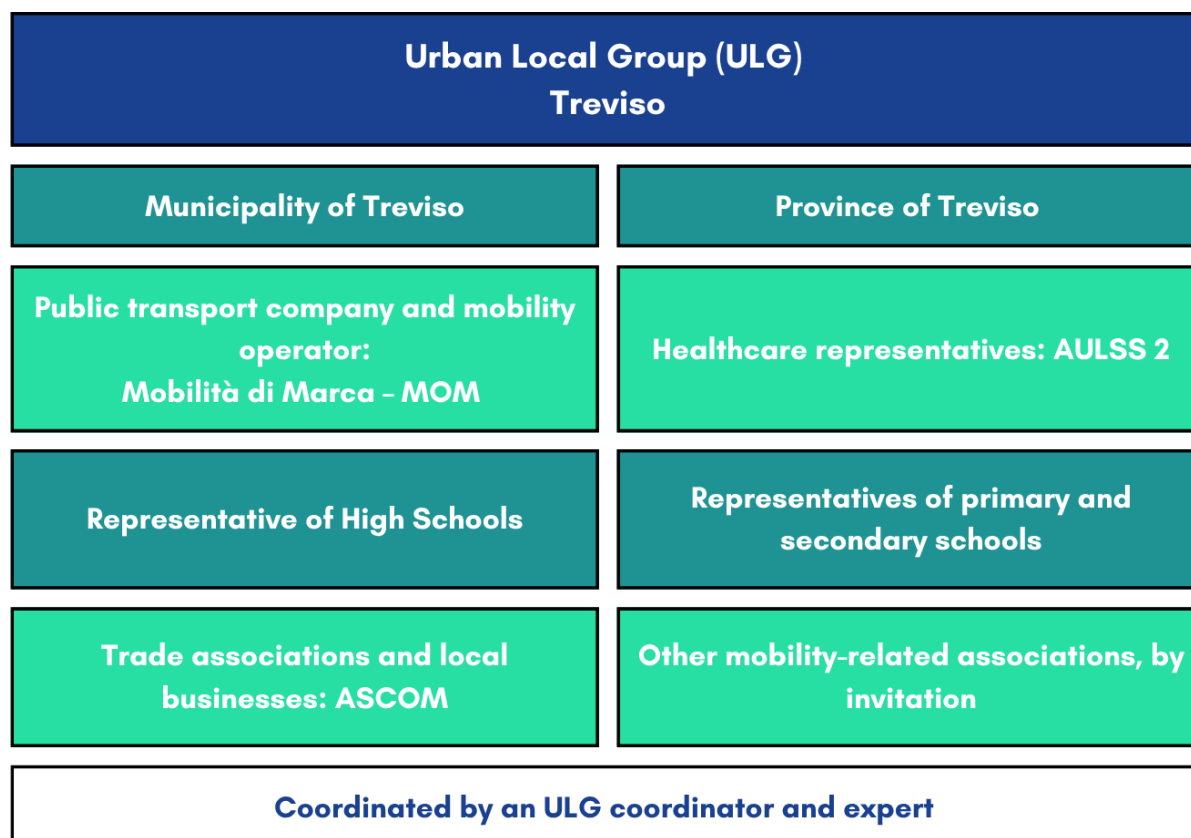 Urban Local Group (ULG)
Treviso
Municipality of Treviso
Province of Treviso
Public transport company and mobility
operator:
Mobilità di Marca – MOM
Healthcare representatives: AULSS 2
Representative of High Schools
Representatives of primary and
secondary schools
Trade associations and local
businesses: ASCOM
Other mobility-related associations, by
invitation
Coordinated by an ULG coordinator and expert